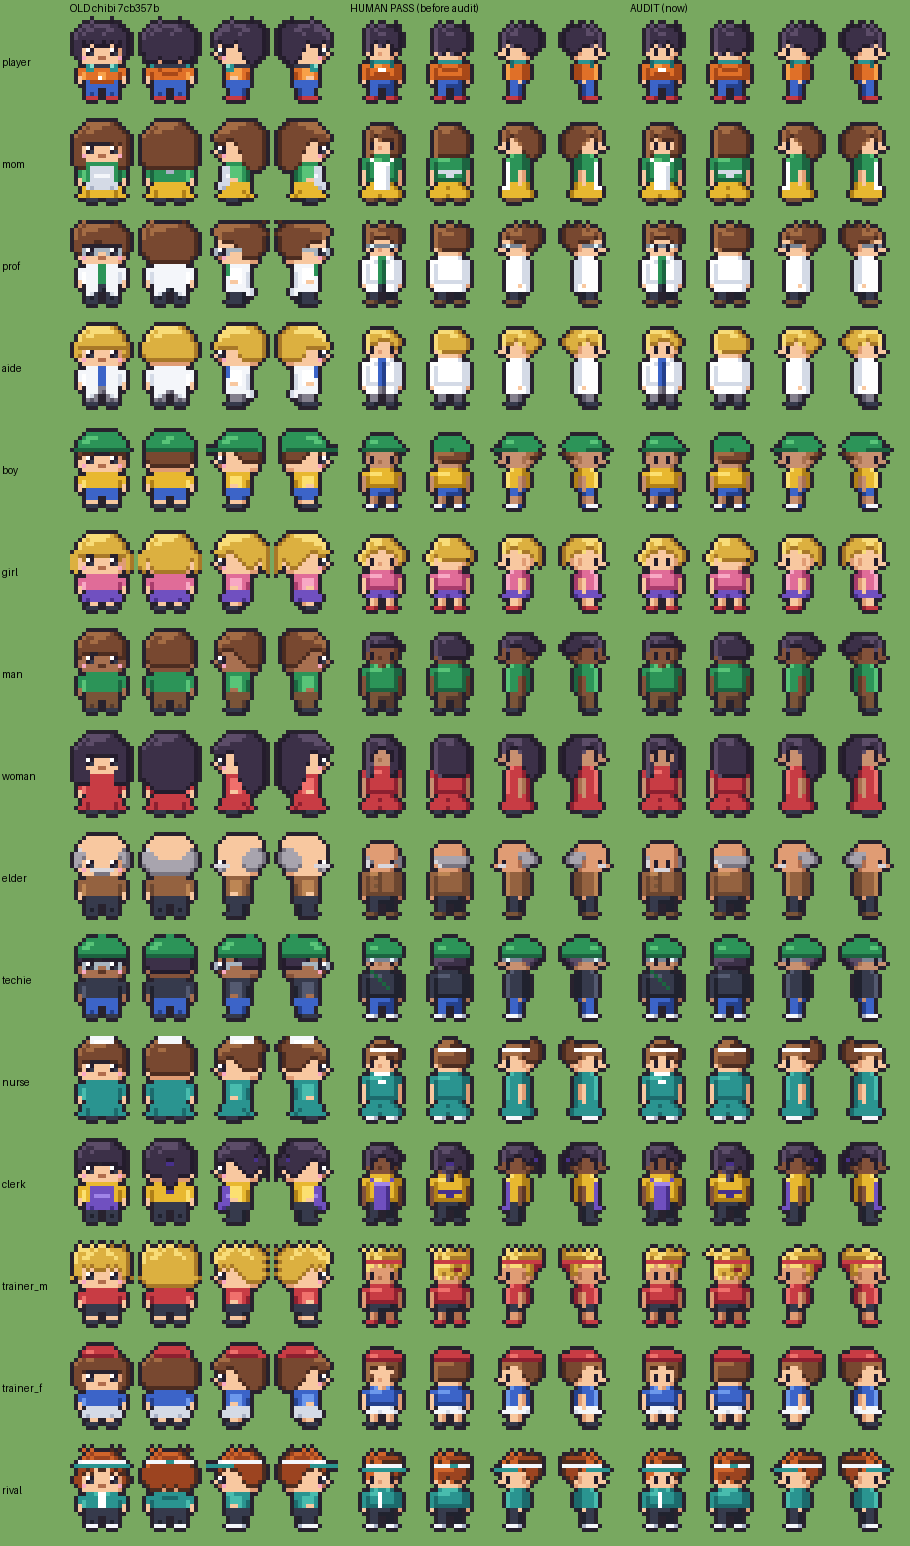 OLD chibi 7cb357b
HUMAN PASS (before audit)
AUDIT (now)
player
mom
prof
aide
boy
girl
man
woman
elder
techie
nurse
clerk
trainer_m
trainer_f
rival